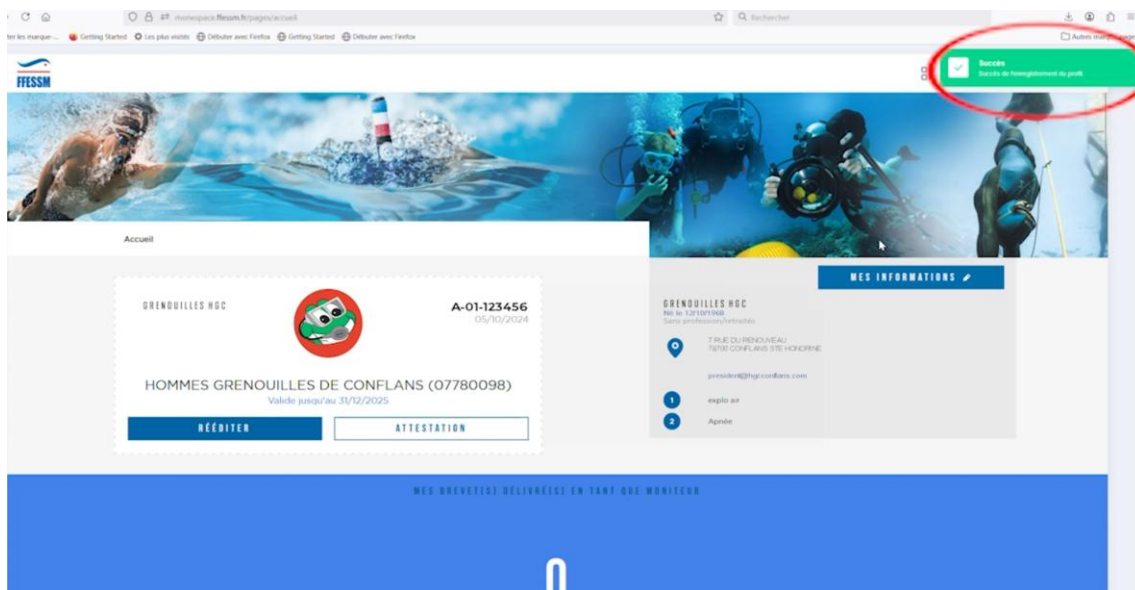 monespace.ffessm.fr/pages/accueil
Rechercher
Getting Started
Les plus visités
Débuter avec Firefox
Getting Started
Débuter avec Firefox
Autres
FFESSM
Succès
Succès de l'enregistrement du profil
Accueil
MES INFORMATIONS
GRENOUILLES HGC
A-01-123456
05/10/2024
HOMMES GRENOUILLES DE CONFLANS (07780098)
Valide jusqu'au 31/12/2025
RÉÉDITER
ATTESTATION
GRENOUILLES HGC
Né le 12/10/1968
Sans profession/retraités
7 RUE DU RENOUVEAU
78700 CONFLANS STE HONORINE
president@hgcconflans.com
1 explo air
2 Apnée
MES BREVET(S) DÉLIVRÉ(S) EN TANT QUE MONITEUR
0